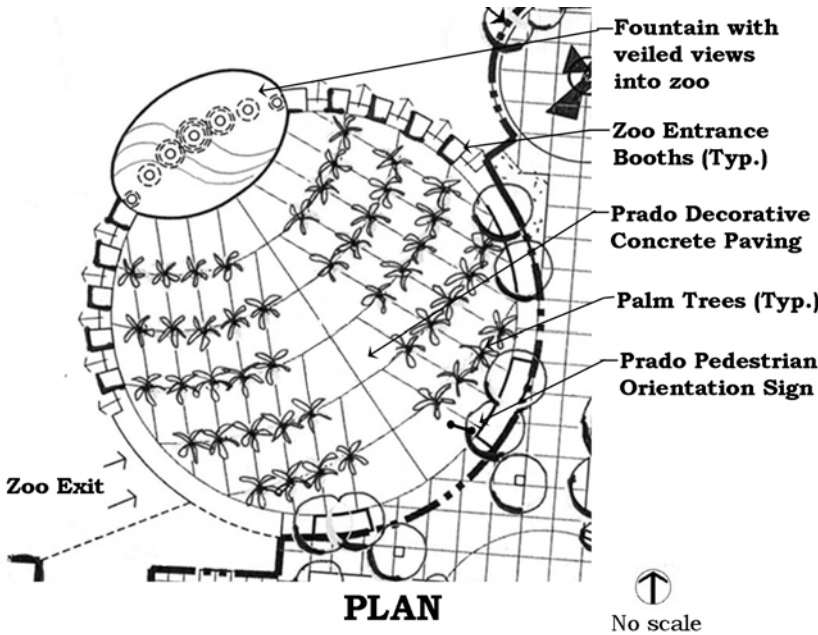 Fountain with
veiled views
into zoo
Zoo Entrance
Booths (Typ.)
Prado Decorative
Concrete Paving
Palm Trees (Typ.)
Prado Pedestrian
Orientation Sign
Zoo Exit
PLAN
No scale